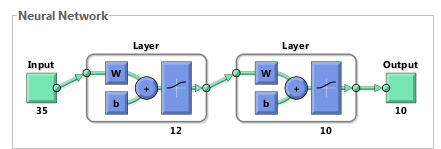 Neural Network
Layer Layer
Input Output
W W
+ +
b b
35 10
12 10